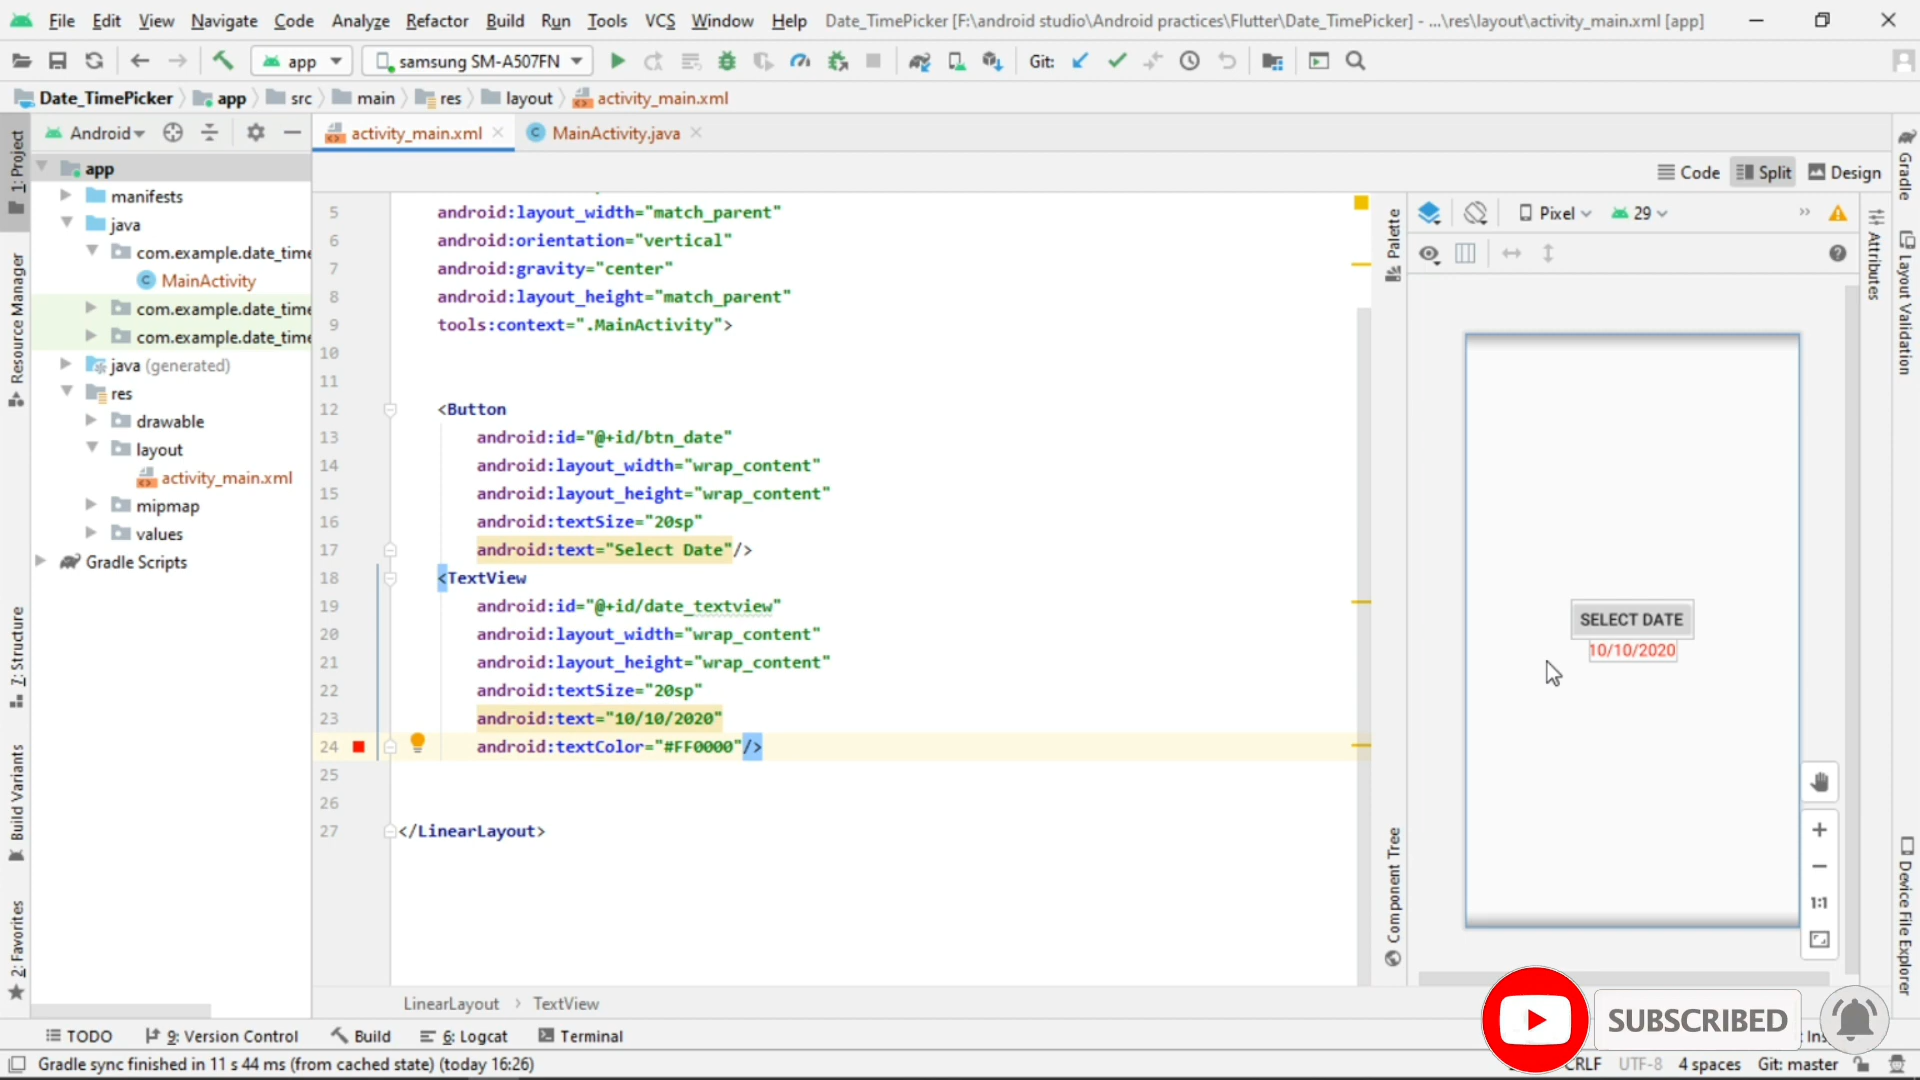 File Edit View Navigate Code Analyze Refactor Build Run Tools VCS Window Help Date_TimePicker [F:\android studio\Android practices\Flutter\Date_TimePicker] - ...\res\layout\activity_main.xml [app]
app samsung SM-A507FN Git:
Date_TimePicker app src main res layout activity_main.xml
Android activity_main.xml MainActivity.java
Code Split Design
1: Project
Resource Manager
7: Structure
Build Variants
2: Favorites
app
manifests
java
com.example.date_time
MainActivity
com.example.date_time
com.example.date_time
java (generated)
res
drawable
layout
activity_main.xml
mipmap
values
Gradle Scripts
5 android:layout_width="match_parent"
6 android:orientation="vertical"
7 android:gravity="center"
8 android:layout_height="match_parent"
9 tools:context=".MainActivity">
10
11
12 <Button
13 android:id="@+id/btn_date"
14 android:layout_width="wrap_content"
15 android:layout_height="wrap_content"
16 android:textSize="20sp"
17 android:text="Select Date"/>
18 <TextView
19 android:id="@+id/date_textview"
20 android:layout_width="wrap_content"
21 android:layout_height="wrap_content"
22 android:textSize="20sp"
23 android:text="10/10/2020"
24 android:textColor="#FF0000"/>
25
26
27 </LinearLayout>
LinearLayout › TextView
Palette
Component Tree
Pixel 29 »
SELECT DATE
10/10/2020
1:1
Attributes
Gradle
Layout Validation
Device File Explorer
TODO 9: Version Control Build 6: Logcat Terminal
SUBSCRIBED
Gradle sync finished in 11 s 44 ms (from cached state) (today 16:26)
CRLF UTF-8 4 spaces Git: master